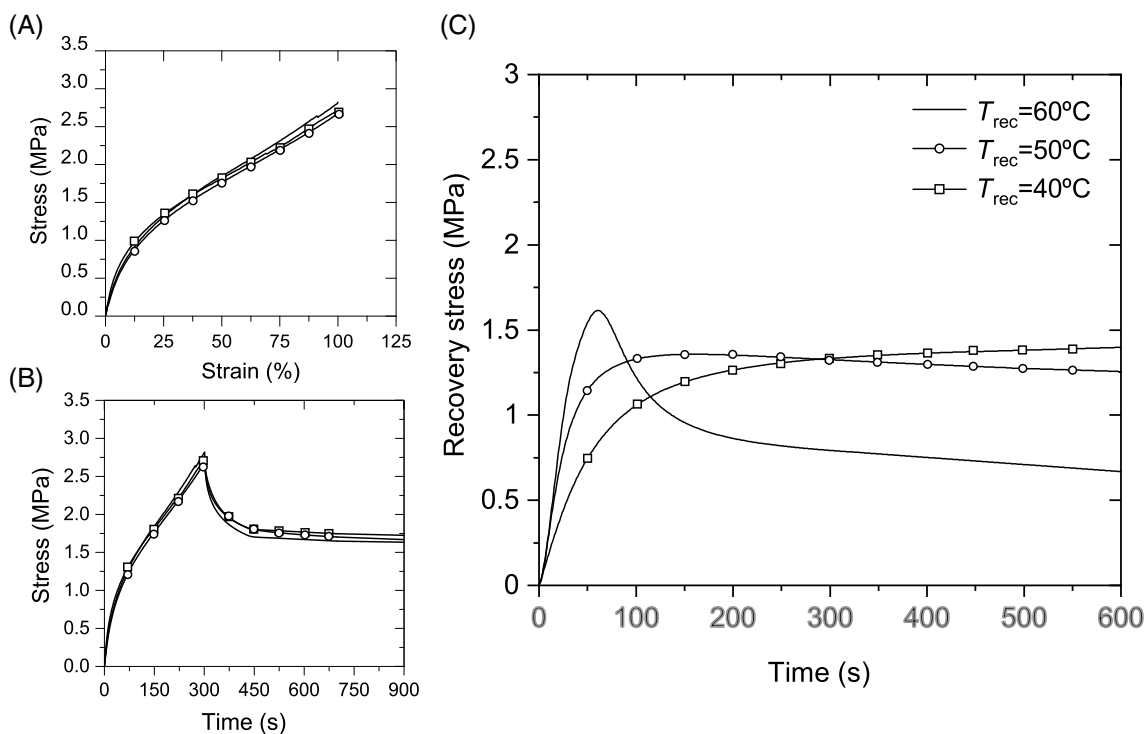 (A)
3.5
3.0
2.5
2.0
1.5
1.0
0.5
0.0
Stress (MPa)
0 25 50 75 100 125
Strain (%)
(B)
3.5
3.0
2.5
2.0
1.5
1.0
0.5
0.0
Stress (MPa)
0 150 300 450 600 750 900
Time (s)
(C)
3
2.5
2
1.5
1
0.5
0
Recovery stress (MPa)
Trec=60ºC
Trec=50ºC
Trec=40ºC
0 100 200 300 400 500 600
Time (s)